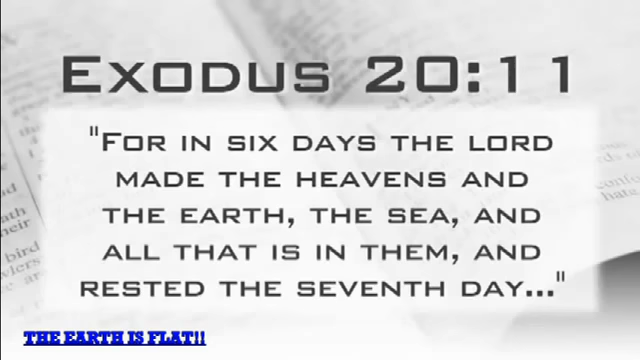 EXODUS 20:11
"FOR IN SIX DAYS THE LORD
MADE THE HEAVENS AND
THE EARTH, THE SEA, AND
ALL THAT IS IN THEM, AND
RESTED THE SEVENTH DAY..."
THE EARTH IS FLAT!!